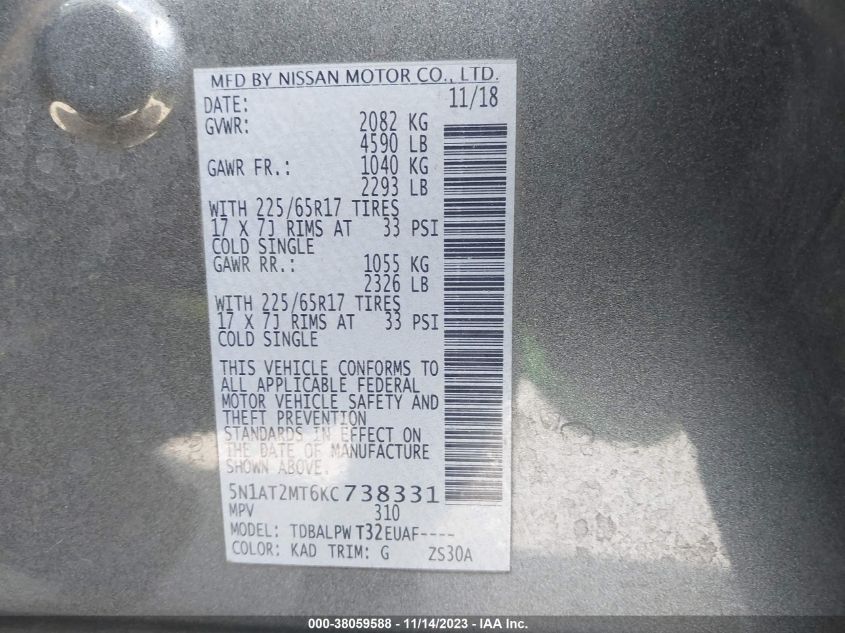 MFD BY NISSAN MOTOR CO., LTD.
DATE: 11/18
GVWR: 2082 KG
4590 LB
GAWR FR.: 1040 KG
2293 LB
WITH 225/65R17 TIRES
17 X 7J RIMS AT 33 PSI
COLD SINGLE
GAWR RR.: 1055 KG
2326 LB
WITH 225/65R17 TIRES
17 X 7J RIMS AT 33 PSI
COLD SINGLE
THIS VEHICLE CONFORMS TO
ALL APPLICABLE FEDERAL
MOTOR VEHICLE SAFETY AND
THEFT PREVENTION
STANDARDS IN EFFECT ON
THE DATE OF MANUFACTURE
SHOWN ABOVE.
5N1AT2MT6KC738331
MPV 310
MODEL: TDBALPW T32EUAF----
COLOR: KAD TRIM: G ZS30A
000-38059588 - 11/14/2023 - IAA Inc.